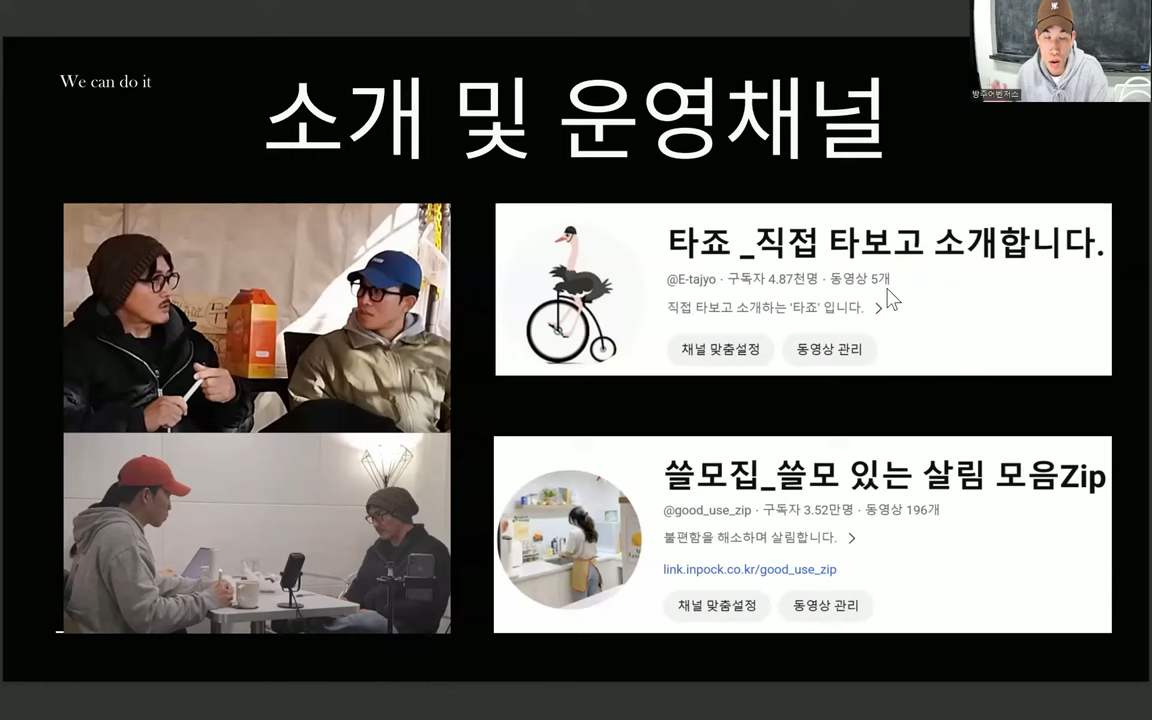 We can do it
소개 및 운영채널
방구어벤저스
타죠 _직접 타보고 소개합니다.
@E-tajyo · 구독자 4.87천명 · 동영상 5개
직접 타보고 소개하는 '타죠' 입니다.
채널 맞춤설정
동영상 관리
쓸모집_쓸모 있는 살림 모음Zip
@good_use_zip · 구독자 3.52만명 · 동영상 196개
불편함을 해소하며 살림합니다.
link.inpock.co.kr/good_use_zip
채널 맞춤설정
동영상 관리